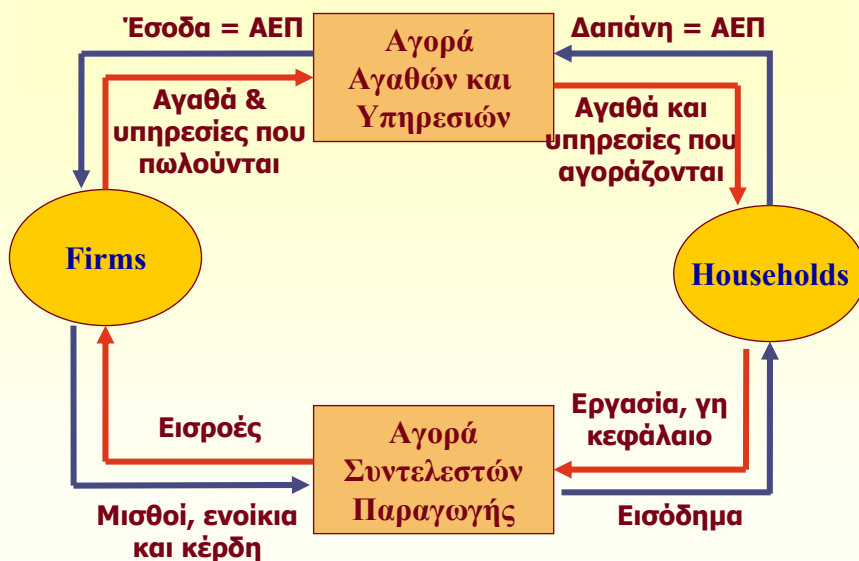 Έσοδα = ΑΕΠ
Αγορά
Αγαθών και
Υπηρεσιών
Δαπάνη = ΑΕΠ
Αγαθά &
υπηρεσίες που
πωλούνται
Αγαθά και
υπηρεσίες που
αγοράζονται
Firms
Households
Εισροές
Αγορά
Συντελεστών
Παραγωγής
Εργασία, γη
κεφάλαιο
Μισθοί, ενοίκια
και κέρδη
Εισόδημα